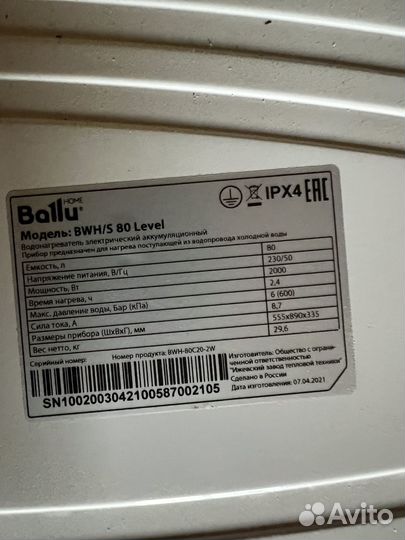 Ballu HOME
IPX4 EAC
Модель: BWH/S 80 Level
Водонагреватель электрический аккумуляционный
Прибор предназначен для нагрева поступающей из водопровода холодной воды
Емкость, л 80
Напряжение питания, В/Гц 230/50
Мощность, Вт 2000
Время нагрева, ч 2,4
Макс. давление воды, Бар (кПа) 6 (600)
Сила тока, А 8,7
Размеры прибора (ШхВхГ), мм 555x890x335
Вес нетто, кг 29,6
Серийный номер: Номер продукта: BWH-80C20-2W
SN1002003042100587002105
Изготовитель: Общество с ограни-
ченной ответственностью
"Ижевский завод тепловой техники"
Сделано в России
Дата изготовления: 07.04.2021
Avito